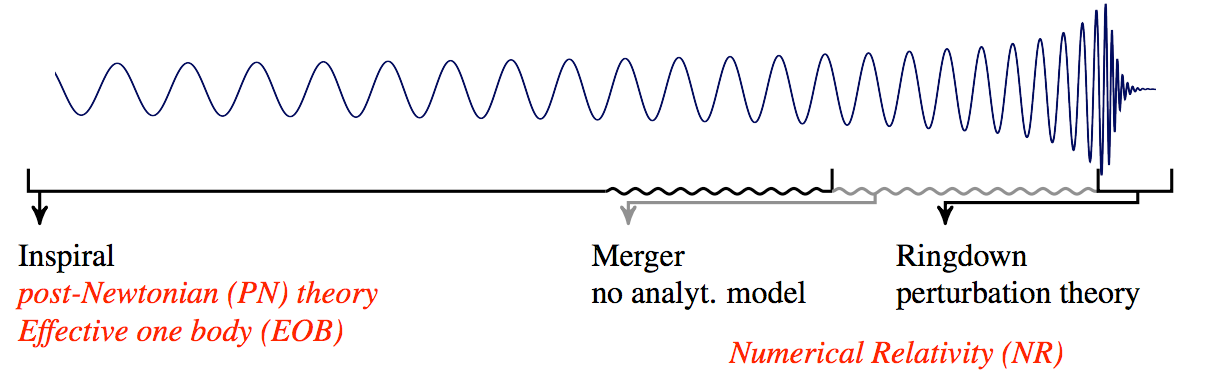 Inspiral
post-Newtonian (PN) theory
Effective one body (EOB)
Merger
no analyt. model
Ringdown
perturbation theory
Numerical Relativity (NR)